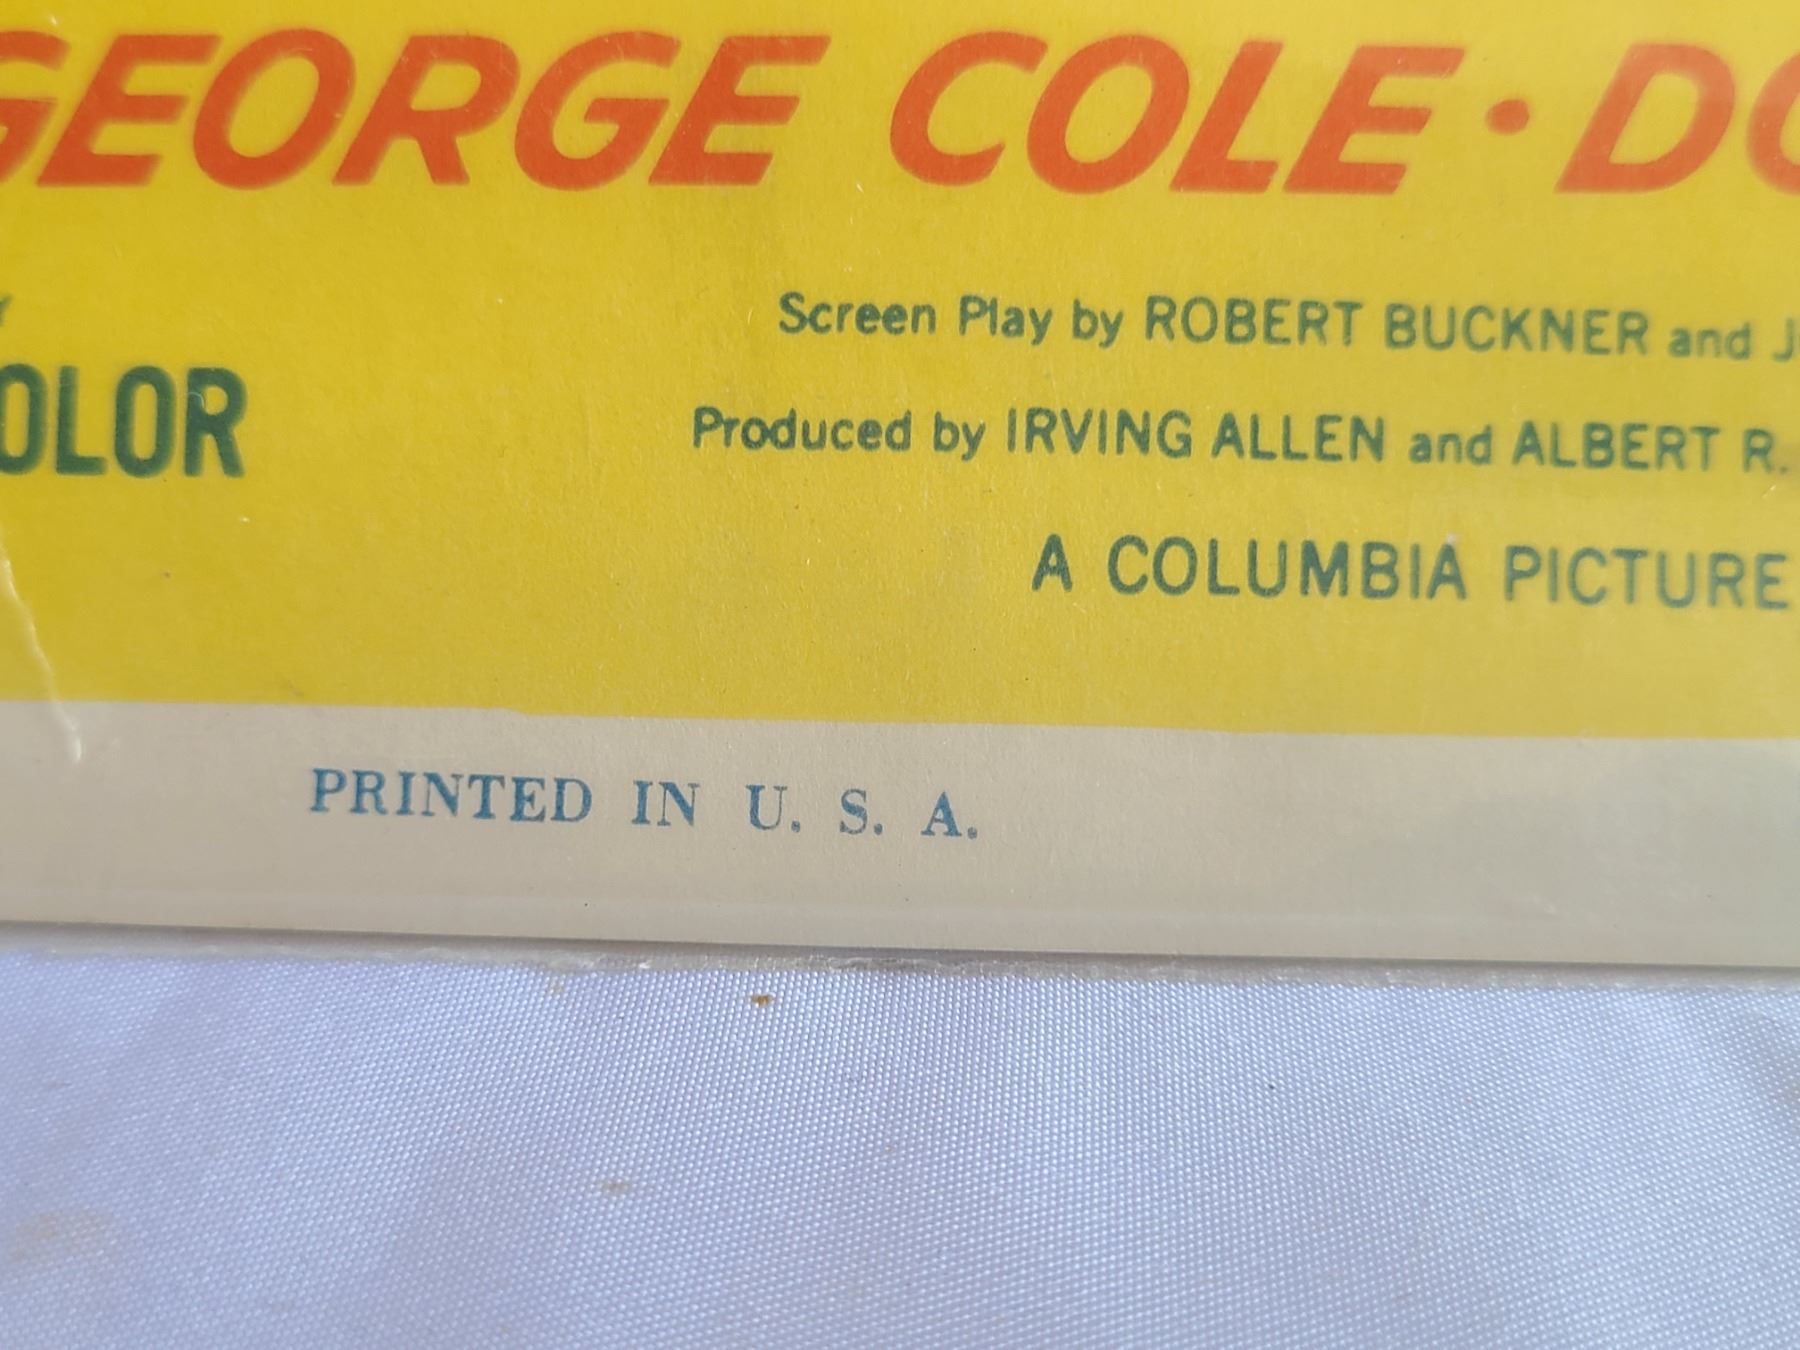 GEORGE COLE · DO
Screen Play by ROBERT BUCKNER and J
OLOR
Produced by IRVING ALLEN and ALBERT R.
A COLUMBIA PICTURE
PRINTED IN U. S. A.